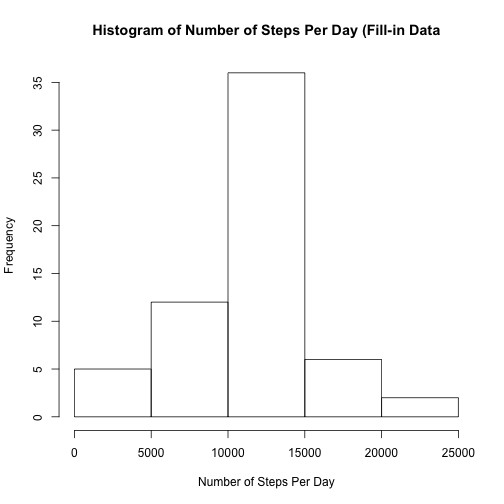 Histogram of Number of Steps Per Day (Fill-in Data
35
30
25
20
15
10
5
0
Frequency
0 5000 10000 15000 20000 25000
Number of Steps Per Day